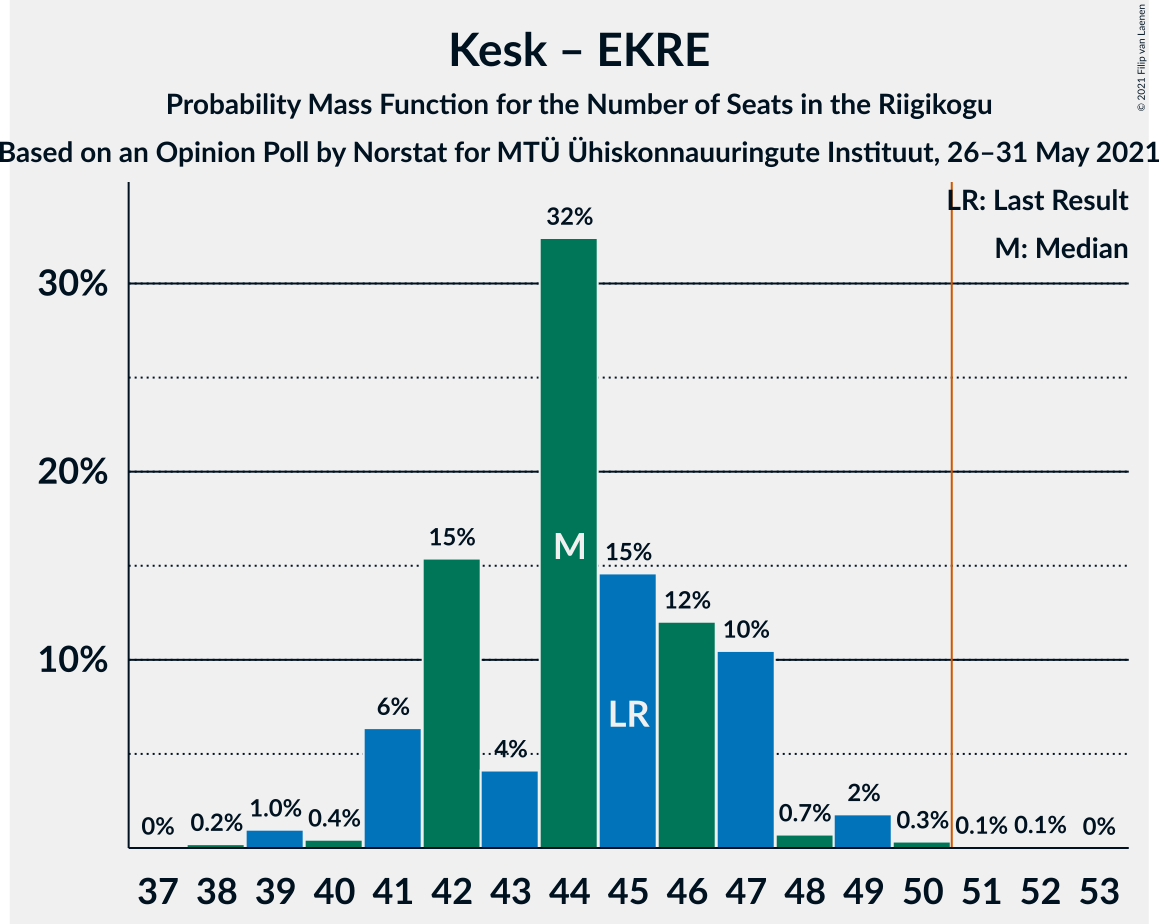 Kesk – EKRE
Probability Mass Function for the Number of Seats in the Riigikogu
Based on an Opinion Poll by Norstat for MTÜ Ühiskonnauuringute Instituut, 26–31 May 2021
© 2021 Filip van Laenen
LR: Last Result
M: Median
30%
20%
10%
0%
0.2%
1.0%
0.4%
6%
15%
4%
32%
M
15%
LR
12%
10%
0.7%
2%
0.3%
0.1%
0.1%
0%
37 38 39 40 41 42 43 44 45 46 47 48 49 50 51 52 53